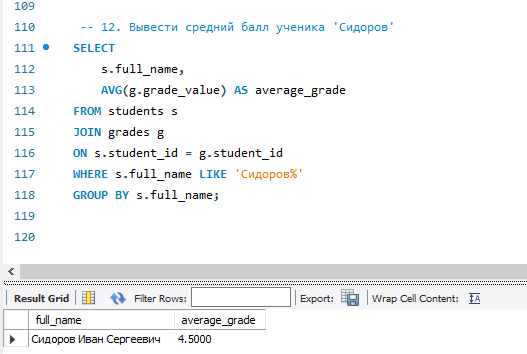 109
110 -- 12. Вывести средний балл ученика 'Сидоров'
111 SELECT
112 s.full_name,
113 AVG(g.grade_value) AS average_grade
114 FROM students s
115 JOIN grades g
116 ON s.student_id = g.student_id
117 WHERE s.full_name LIKE 'Сидоров%'
118 GROUP BY s.full_name;
119
120
Result Grid Filter Rows: Export: Wrap Cell Content: IA
full_name average_grade
Сидоров Иван Сергеевич 4.5000